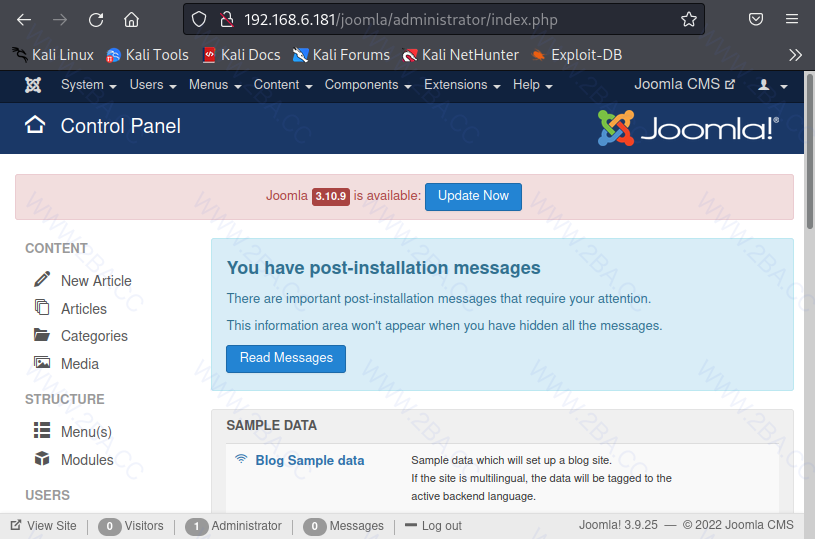 192.168.6.181/joomla/administrator/index.php
Kali Linux Kali Tools Kali Docs Kali Forums Kali NetHunter Exploit-DB
System Users Menus Content Components Extensions Help Joomla CMS
Control Panel Joomla!®
Joomla 3.10.9 is available: Update Now
CONTENT
New Article
Articles
Categories
Media
STRUCTURE
Menu(s)
Modules
USERS
You have post-installation messages
There are important post-installation messages that require your attention.
This information area won't appear when you have hidden all the messages.
Read Messages
SAMPLE DATA
Blog Sample data
Sample data which will set up a blog site.
If the site is multilingual, the data will be tagged to the
active backend language.
View Site 0 Visitors 1 Administrator 0 Messages Log out Joomla! 3.9.25 — © 2022 Joomla CMS
WWW.2BA.CC